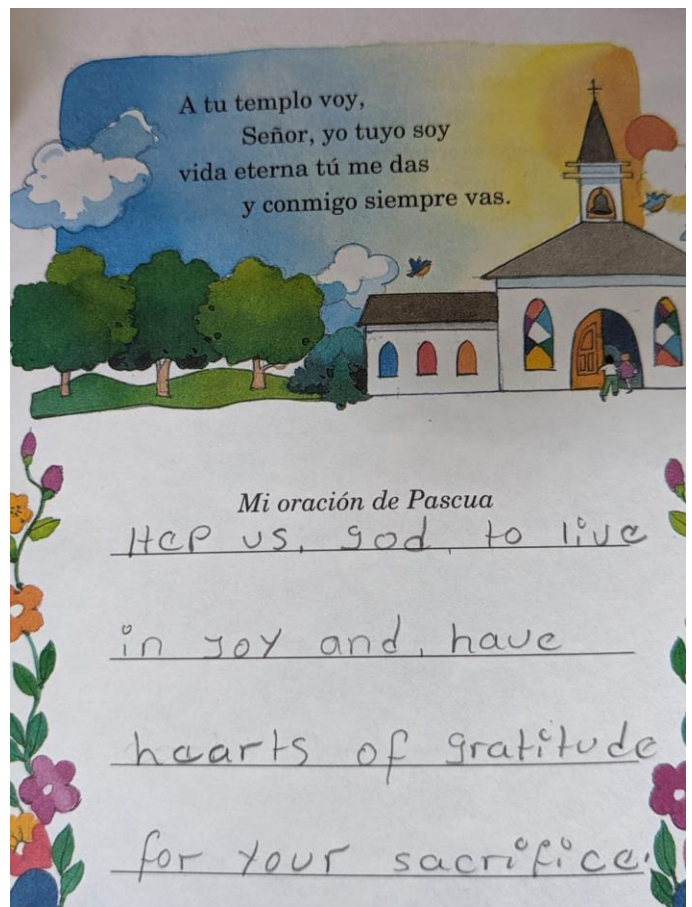 A tu templo voy,
Señor, yo tuyo soy
vida eterna tú me das
y conmigo siempre vas.
Mi oración de Pascua
Hep us, god, to live
in joy and, have
hearts of gratitude
for your sacrifice.